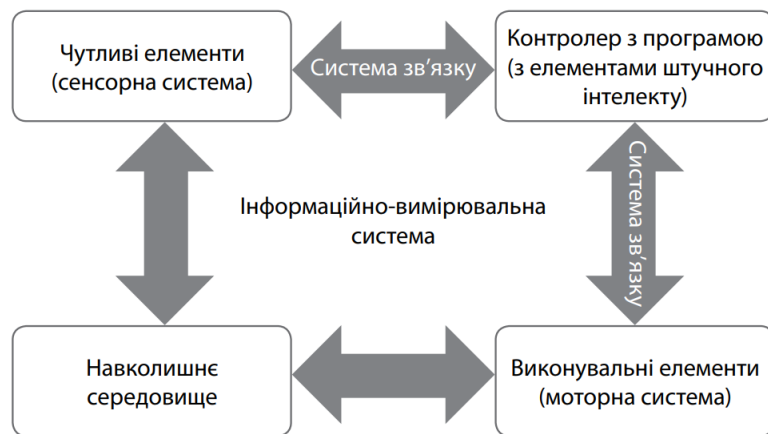 Чутливі елементи
(сенсорна система)
Система зв'язку
Контролер з програмою
(з елементами штучного
інтелекту)
Система зв'язку
Інформаційно-вимірювальна
система
Навколишнє
середовище
Виконувальні елементи
(моторна система)